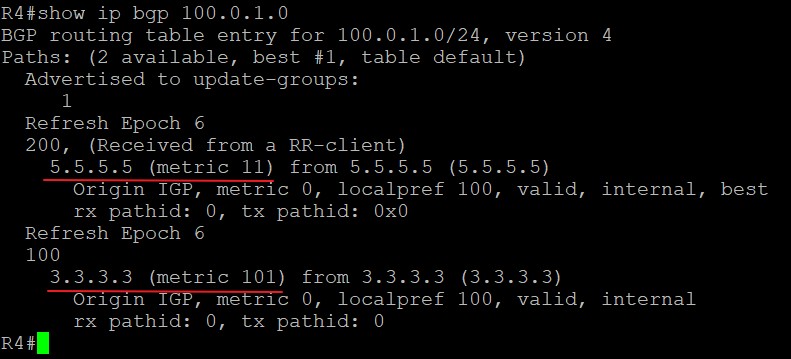 R4#show ip bgp 100.0.1.0
BGP routing table entry for 100.0.1.0/24, version 4
Paths: (2 available, best #1, table default)
  Advertised to update-groups:
     1
  Refresh Epoch 6
  200, (Received from a RR-client)
    5.5.5.5 (metric 11) from 5.5.5.5 (5.5.5.5)
      Origin IGP, metric 0, localpref 100, valid, internal, best
      rx pathid: 0, tx pathid: 0x0
  Refresh Epoch 6
  100
    3.3.3.3 (metric 101) from 3.3.3.3 (3.3.3.3)
      Origin IGP, metric 0, localpref 100, valid, internal
      rx pathid: 0, tx pathid: 0
R4#